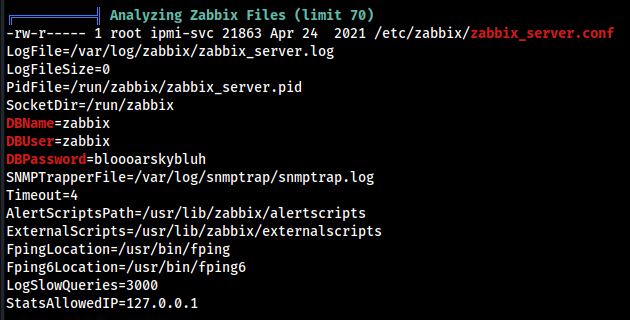 ╔══════════╣ Analyzing Zabbix Files (limit 70)
-rw-r----- 1 root ipmi-svc 21863 Apr 24  2021 /etc/zabbix/zabbix_server.conf
LogFile=/var/log/zabbix/zabbix_server.log
LogFileSize=0
PidFile=/run/zabbix/zabbix_server.pid
SocketDir=/run/zabbix
DBName=zabbix
DBUser=zabbix
DBPassword=bloooarskybluh
SNMPTrapperFile=/var/log/snmptrap/snmptrap.log
Timeout=4
AlertScriptsPath=/usr/lib/zabbix/alertscripts
ExternalScripts=/usr/lib/zabbix/externalscripts
FpingLocation=/usr/bin/fping
Fping6Location=/usr/bin/fping6
LogSlowQueries=3000
StatsAllowedIP=127.0.0.1